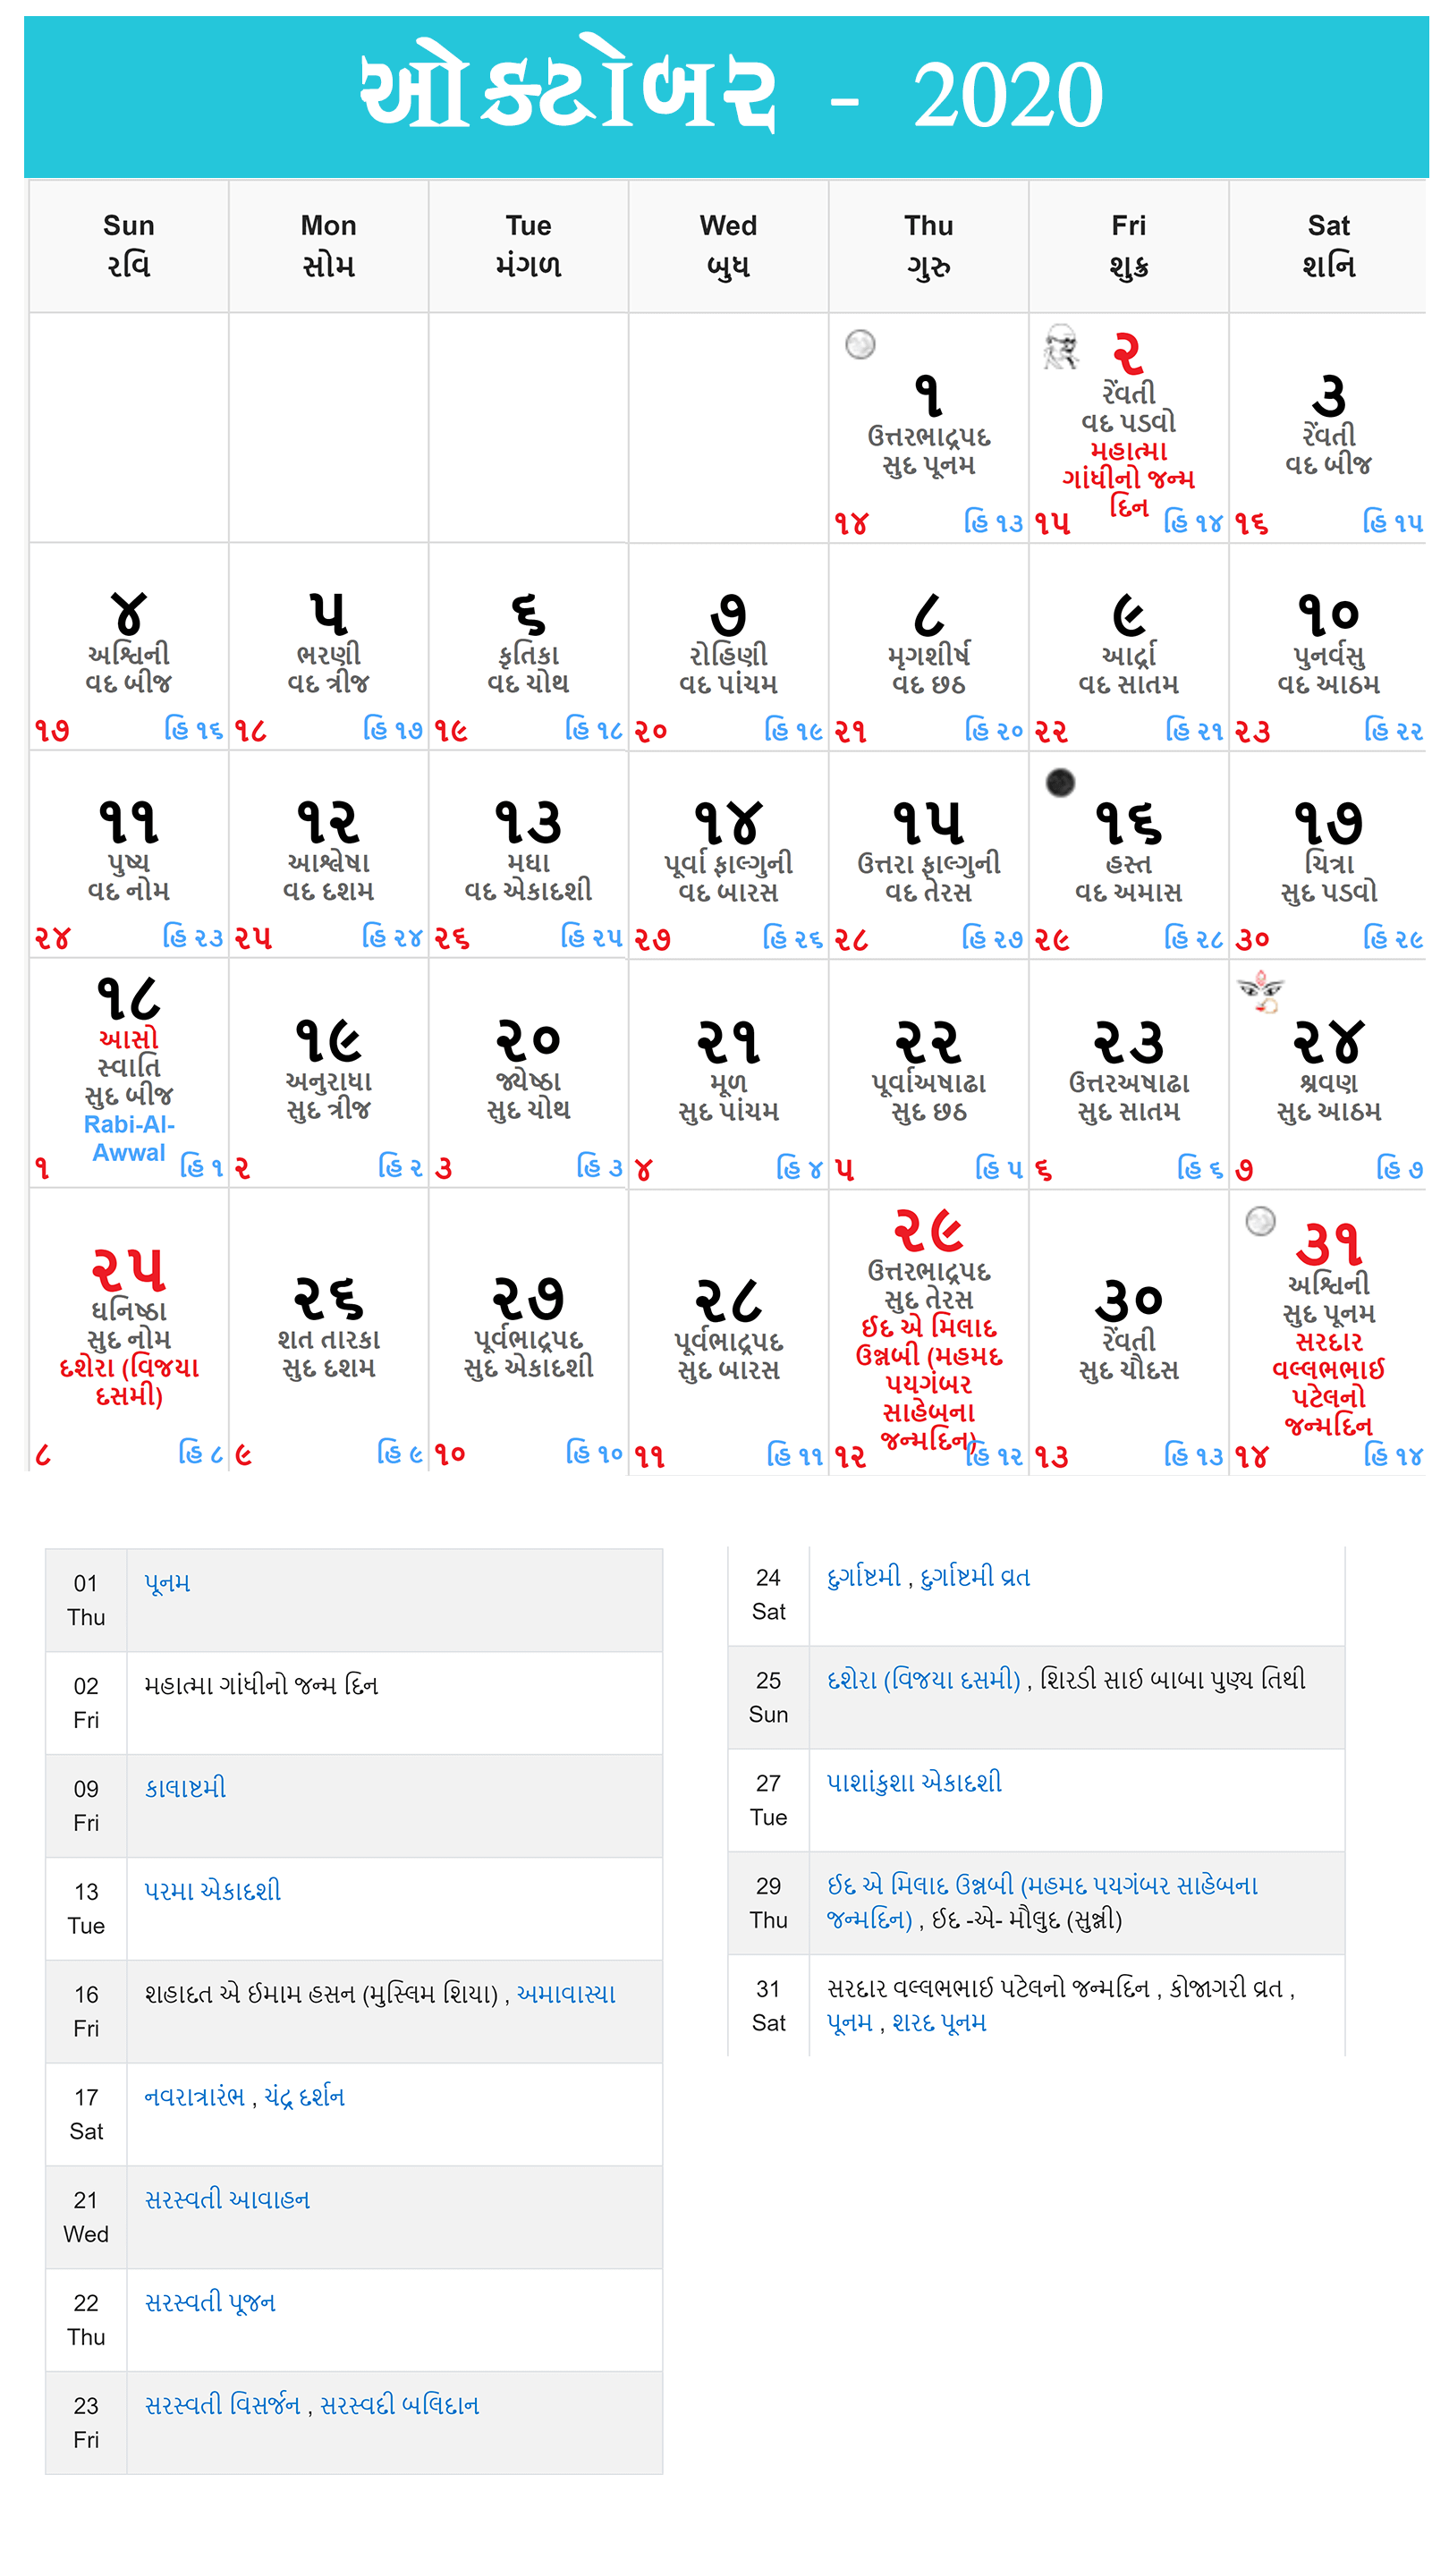 ઓક્ટોબર - 2020
Sun Mon Tue Wed Thu Fri Sat
રવિ સોમ મંગળ બુધ ગુરુ શુક્ર શનિ
૧
ઉત્તરભાદ્રપદ
સુદ પૂનમ
૧૪ હિ ૧૩
૨
રેંવતી
વદ પડવો
મહાત્મા
ગાંધીનો જન્મ
દિન
૧૫ હિ ૧૪
૩
રેંવતી
વદ બીજ
૧૬ હિ ૧૫
૪
અશ્વિની
વદ બીજ
૧૭ હિ ૧૬
૫
ભરણી
વદ ત્રીજ
૧૮ હિ ૧૭
૬
કૃતિકા
વદ ચોથ
૧૯ હિ ૧૮
૭
રોહિણી
વદ પાંચમ
૨૦ હિ ૧૯
૮
મૃગશીર્ષ
વદ છઠ
૨૧ હિ ૨૦
૯
આર્દ્રા
વદ સાતમ
૨૨ હિ ૨૧
૧૦
પુનર્વસુ
વદ આઠમ
૨૩ હિ ૨૨
૧૧
પુષ્ય
વદ નોમ
૨૪ હિ ૨૩
૧૨
આશ્લેષા
વદ દશમ
૨૫ હિ ૨૪
૧૩
મઘા
વદ એકાદશી
૨૬ હિ ૨૫
૧૪
પૂર્વા ફાલ્ગુની
વદ બારસ
૨૭ હિ ૨૬
૧૫
ઉત્તરા ફાલ્ગુની
વદ તેરસ
૨૮ હિ ૨૭
૧૬
હસ્ત
વદ અમાસ
૨૯ હિ ૨૮
૧૭
ચિત્રા
સુદ પડવો
૩૦ હિ ૨૯
૧૮
આસો
સ્વાતિ
સુદ બીજ
Rabi-Al-
Awwal
૧ હિ ૧
૧૯
અનુરાધા
સુદ ત્રીજ
૨ હિ ૨
૨૦
જ્યેષ્ઠા
સુદ ચોથ
૩ હિ ૩
૨૧
મૂળ
સુદ પાંચમ
૪ હિ ૪
૨૨
પૂર્વાઅષાઢા
સુદ છઠ
૫ હિ ૫
૨૩
ઉત્તરઅષાઢા
સુદ સાતમ
૬ હિ ૬
૨૪
શ્રવણ
સુદ આઠમ
૭ હિ ૭
૨૫
ઘનિષ્ઠા
સુદ નોમ
દશેરા (વિજયા
દસમી)
૮ હિ ૮
૨૬
શત તારકા
સુદ દશમ
૯ હિ ૯
૨૭
પૂર્વભાદ્રપદ
સુદ એકાદશી
૧૦ હિ ૧૦
૨૮
પૂર્વભાદ્રપદ
સુદ બારસ
૧૧ હિ ૧૧
૨૯
ઉત્તરભાદ્રપદ
સુદ તેરસ
ઈદ એ મિલાદ
ઉન્નબી (મહમદ
પયગંબર
સાહેબના
જન્મદિન)
૧૨ હિ ૧૨
૩૦
રેંવતી
સુદ ચૌદસ
૧૩ હિ ૧૩
૩૧
અશ્વિની
સુદ પૂનમ
સરદાર
વલ્લભભાઈ
પટેલનો
જન્મદિન
૧૪ હિ ૧૪
01 પૂનમ
Thu
02 મહાત્મા ગાંધીનો જન્મ દિન
Fri
09 કાલાષ્ટમી
Fri
13 પરમા એકાદશી
Tue
16 શહાદત એ ઈમામ હસન (મુસ્લિમ શિયા) , અમાવાસ્યા
Fri
17 નવરાત્રારંભ , ચંદ્ર દર્શન
Sat
21 સરસ્વતી આવાહન
Wed
22 સરસ્વતી પૂજન
Thu
23 સરસ્વતી વિસર્જન , સરસ્વદી બલિદાન
Fri
24 દુર્ગાષ્ટમી , દુર્ગાષ્ટમી વ્રત
Sat
25 દશેરા (વિજયા દસમી) , શિરડી સાઈ બાબા પુણ્ય તિથી
Sun
27 પાશાંકુશા એકાદશી
Tue
29 ઈદ એ મિલાદ ઉન્નબી (મહમદ પયગંબર સાહેબના
Thu જન્મદિન) , ઈદ -એ- મૌલુદ (સુન્ની)
31 સરદાર વલ્લભભાઈ પટેલનો જન્મદિન , કોજાગરી વ્રત ,
Sat પૂનમ , શરદ પૂનમ